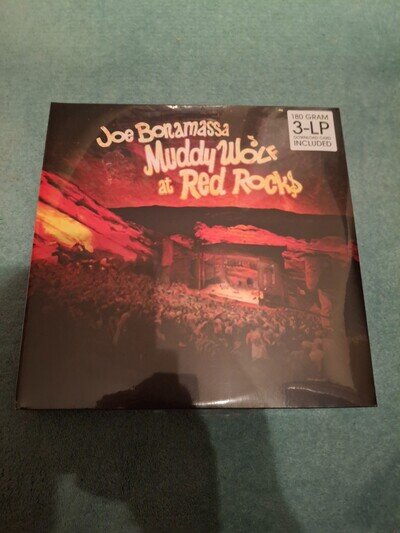 Joe Bonamassa
Muddy Wolf
at Red Rocks
180 GRAM
3-LP
DOWNLOAD CARD
INCLUDED